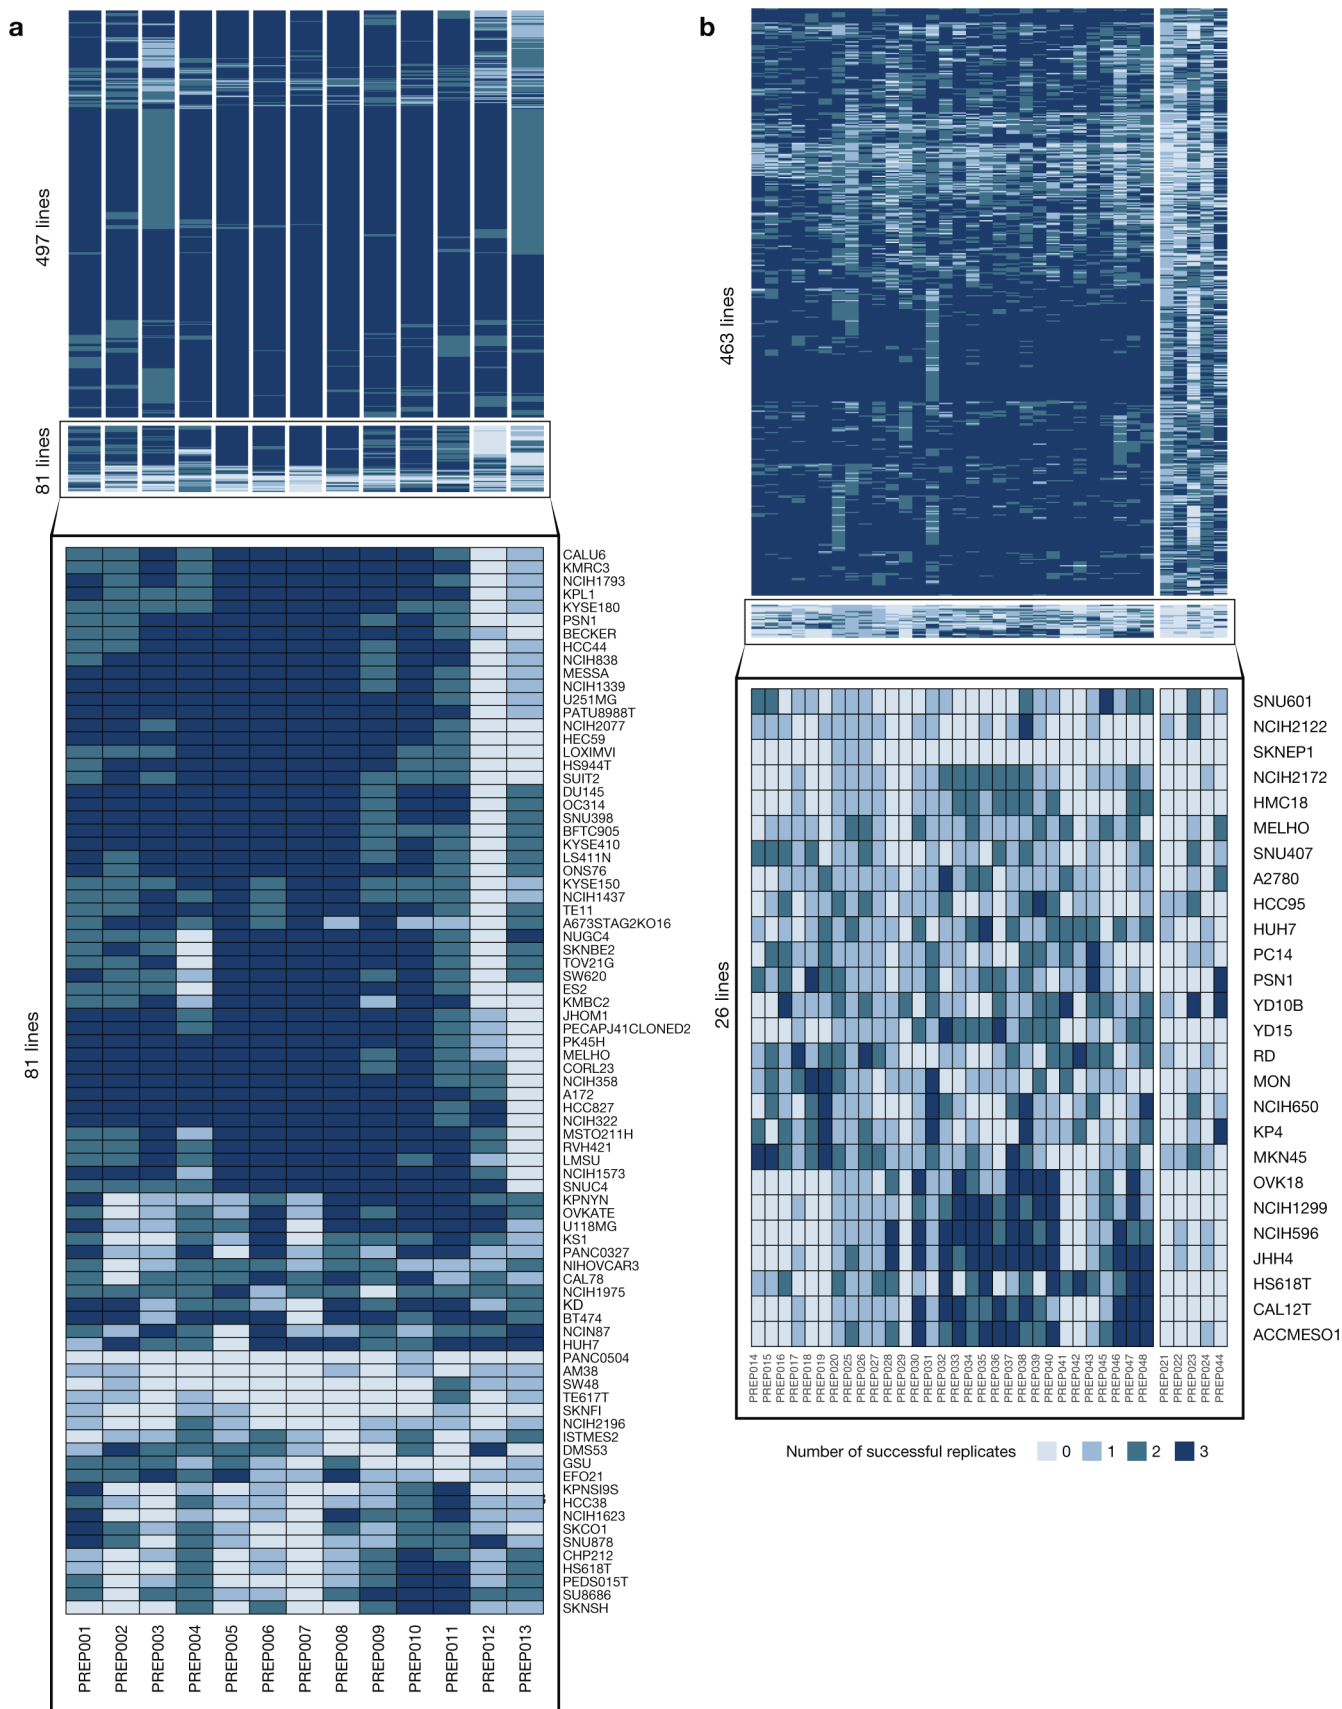 a
b
497 lines
81 lines
81 lines
CALU6
KMRC3
NCIH1793
KPL1
KYSE180
PSN1
BECKER
HCC44
NCIH838
MESSA
NCIH1339
U251MG
PATU8988T
NCIH2077
HEC59
LOXIMVI
HS944T
SUIT2
DU145
OC314
SNU398
BFTC905
KYSE410
LS411N
ONS76
KYSE150
NCIH1437
TE11
A673STAG2KO16
NUGC4
SKNBE2
TOV21G
SW620
ES2
KMBC2
JHOM1
PECAPJ41CLONED2
PK45H
MELHO
CORL23
NCIH358
A172
HCC827
NCIH322
MSTO211H
RVH421
LMSU
NCIH1573
SNUC4
KPNYN
OVKATE
U118MG
KS1
PANC0327
NIHOVCAR3
CAL78
NCIH1975
KD
BT474
NCIN87
HUH7
PANC0504
AM38
SW48
TE617T
SKNFI
NCIH2196
ISTMES2
DMS53
GSU
EFO21
KPNSI9S
HCC38
NCIH1623
SKCO1
SNU878
CHP212
HS618T
PEDS015T
SU8686
SKNSH
PREP001
PREP002
PREP003
PREP004
PREP005
PREP006
PREP007
PREP008
PREP009
PREP010
PREP011
PREP012
PREP013
463 lines
26 lines
SNU601
NCIH2122
SKNEP1
NCIH2172
HMC18
MELHO
SNU407
A2780
HCC95
HUH7
PC14
PSN1
YD10B
YD15
RD
MON
NCIH650
KP4
MKN45
OVK18
NCIH1299
NCIH596
JHH4
HS618T
CAL12T
ACCMESO1
PREP014
PREP015
PREP016
PREP017
PREP018
PREP019
PREP020
PREP025
PREP026
PREP027
PREP028
PREP029
PREP030
PREP031
PREP032
PREP033
PREP034
PREP035
PREP036
PREP037
PREP038
PREP039
PREP040
PREP041
PREP042
PREP043
PREP045
PREP046
PREP047
PREP048
PREP021
PREP022
PREP023
PREP024
PREP044
Number of successful replicates 0 1 2 3